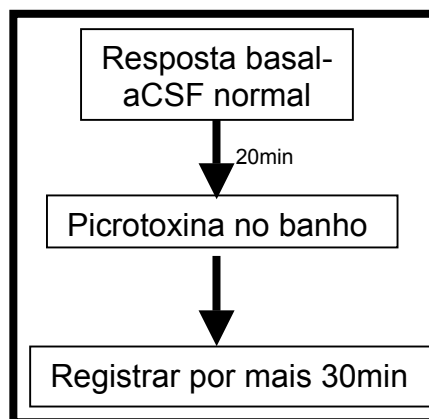 Resposta basal-
aCSF normal
20min
Picrotoxina no banho
Registrar por mais 30min